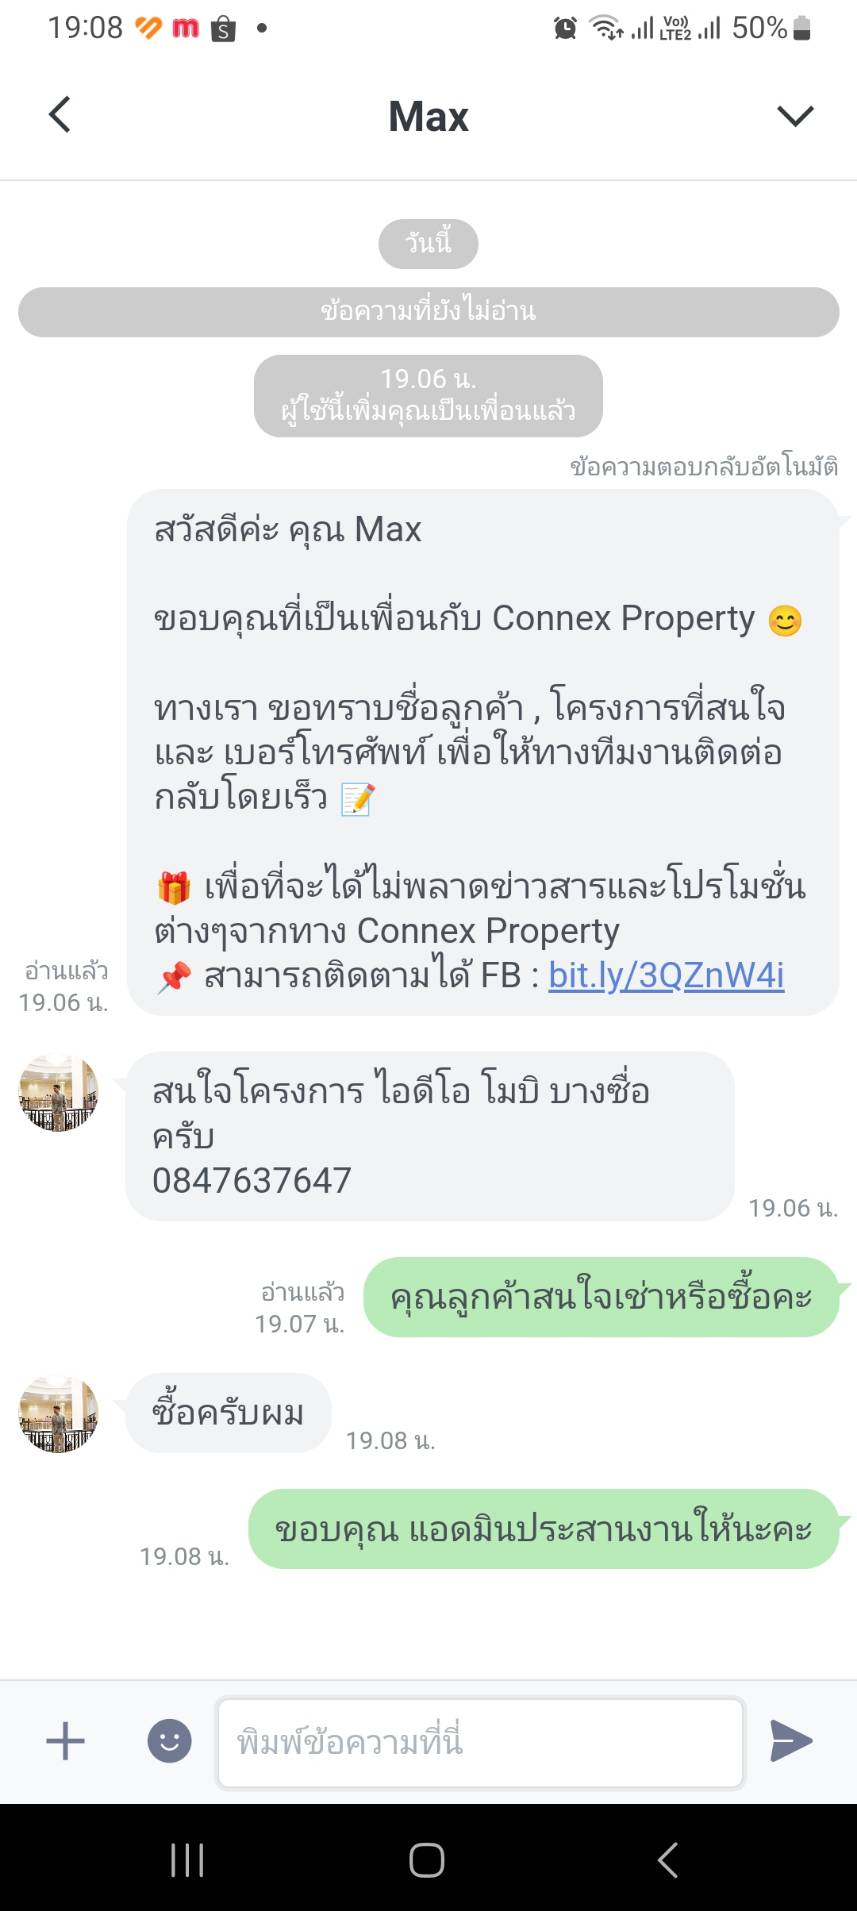 19:08
Vo))
LTE2
50%
Max
วันนี้
ข้อความที่ยังไม่อ่าน
19.06 น.
ผู้ใช้นี้เพิ่มคุณเป็นเพื่อนแล้ว
ข้อความตอบกลับอัตโนมัติ
สวัสดีค่ะ คุณ Max
ขอบคุณที่เป็นเพื่อนกับ Connex Property 😊
ทางเรา ขอทราบชื่อลูกค้า , โครงการที่สนใจ
และ เบอร์โทรศัพท์ เพื่อให้ทางทีมงานติดต่อ
กลับโดยเร็ว 📝
🎁 เพื่อที่จะได้ไม่พลาดข่าวสารและโปรโมชั่น
ต่างๆจากทาง Connex Property
📌 สามารถติดตามได้ FB : bit.ly/3QZnW4i
อ่านแล้ว
19.06 น.
สนใจโครงการ ไอดีโอ โมบิ บางซื่อ
ครับ
0847637647
19.06 น.
อ่านแล้ว
19.07 น.
คุณลูกค้าสนใจเช่าหรือซื้อคะ
ซื้อครับผม
19.08 น.
ขอบคุณ แอดมินประสานงานให้นะคะ
19.08 น.
พิมพ์ข้อความที่นี่